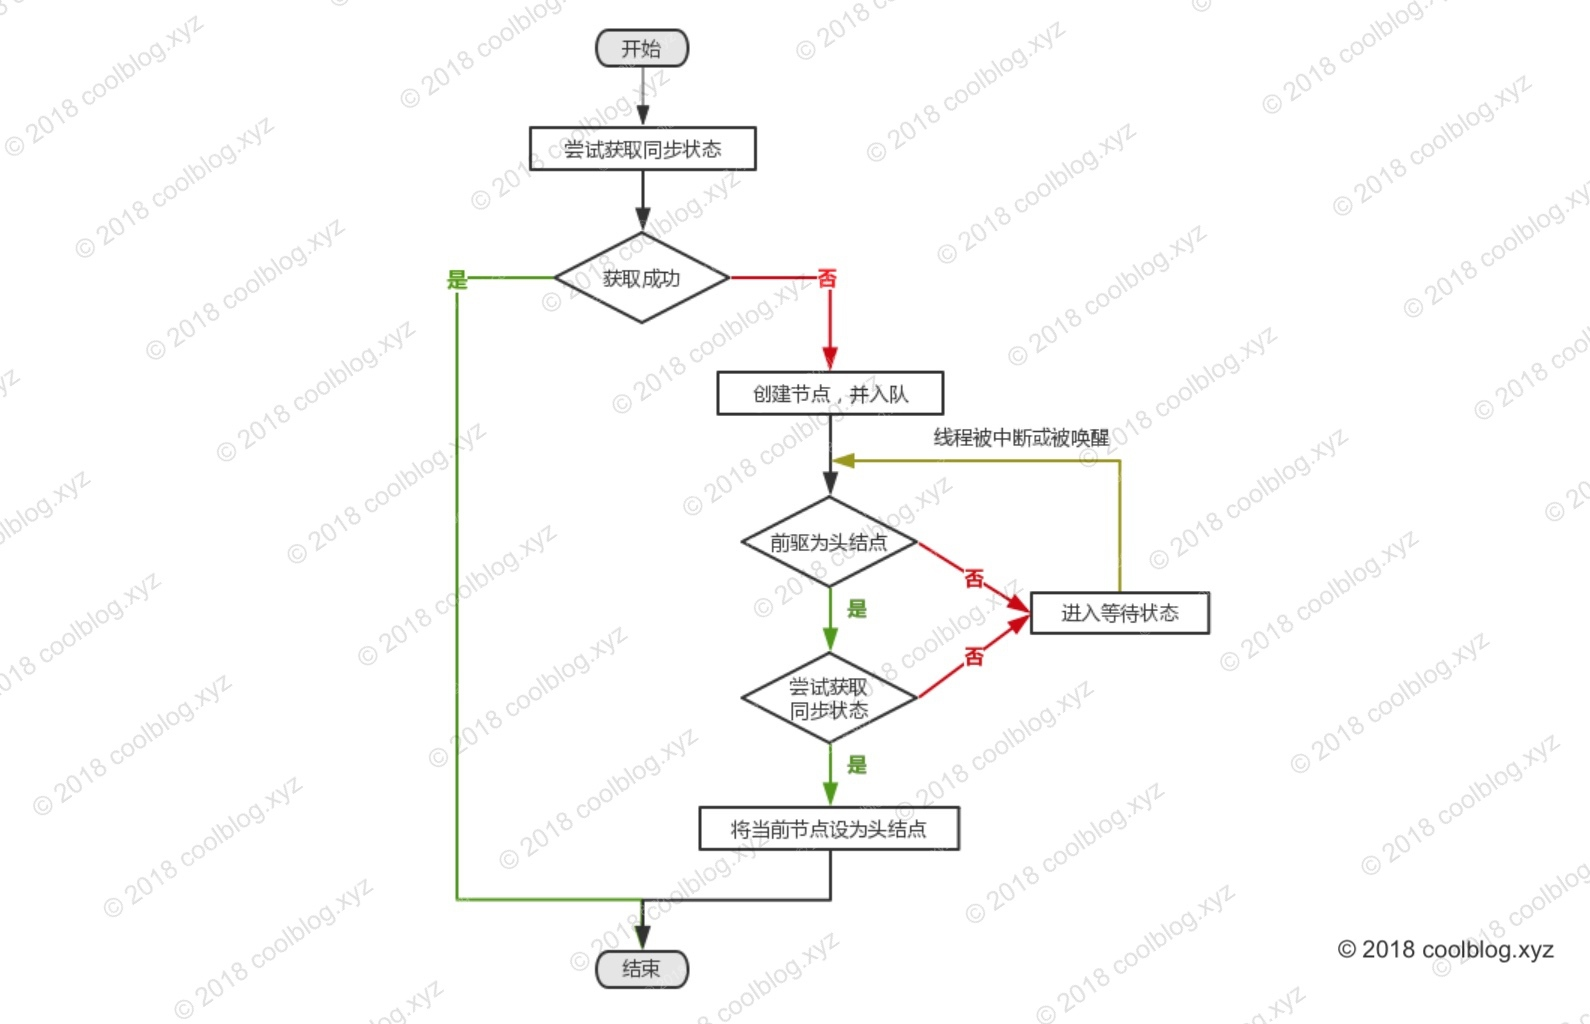 开始
尝试获取同步状态
获取成功
是
否
创建节点，并入队
线程被中断或被唤醒
前驱为头结点
否
进入等待状态
是
否
尝试获取
同步状态
是
将当前节点设为头结点
结束
© 2018 coolblog.xyz